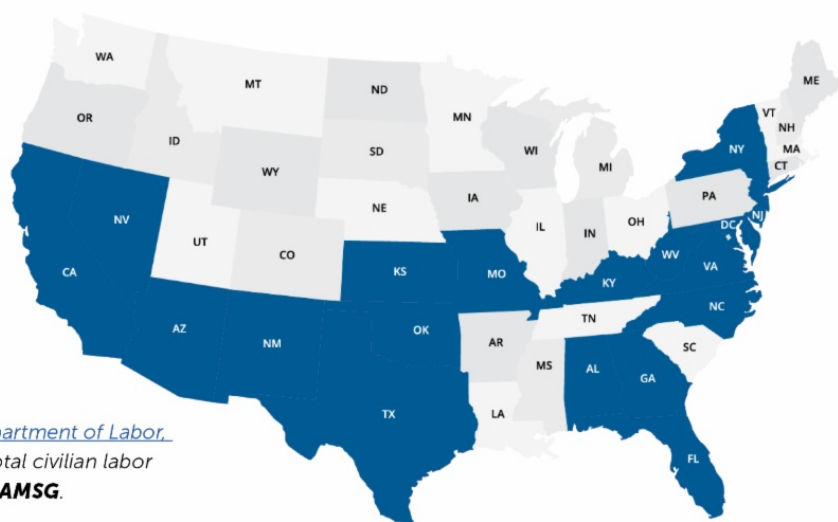 WA
MT
ND
MN
ME
VT
NH
MA
CT
OR
ID
WY
SD
WI
MI
NY
IA
PA
NE
NV
UT
CO
IL
IN
OH
NJ
DC
WV
VA
CA
KS
MO
KY
NC
AZ
NM
OK
AR
TN
SC
MS
AL
GA
TX
LA
FL
artment of Labor,
otal civilian labor
AMSG.